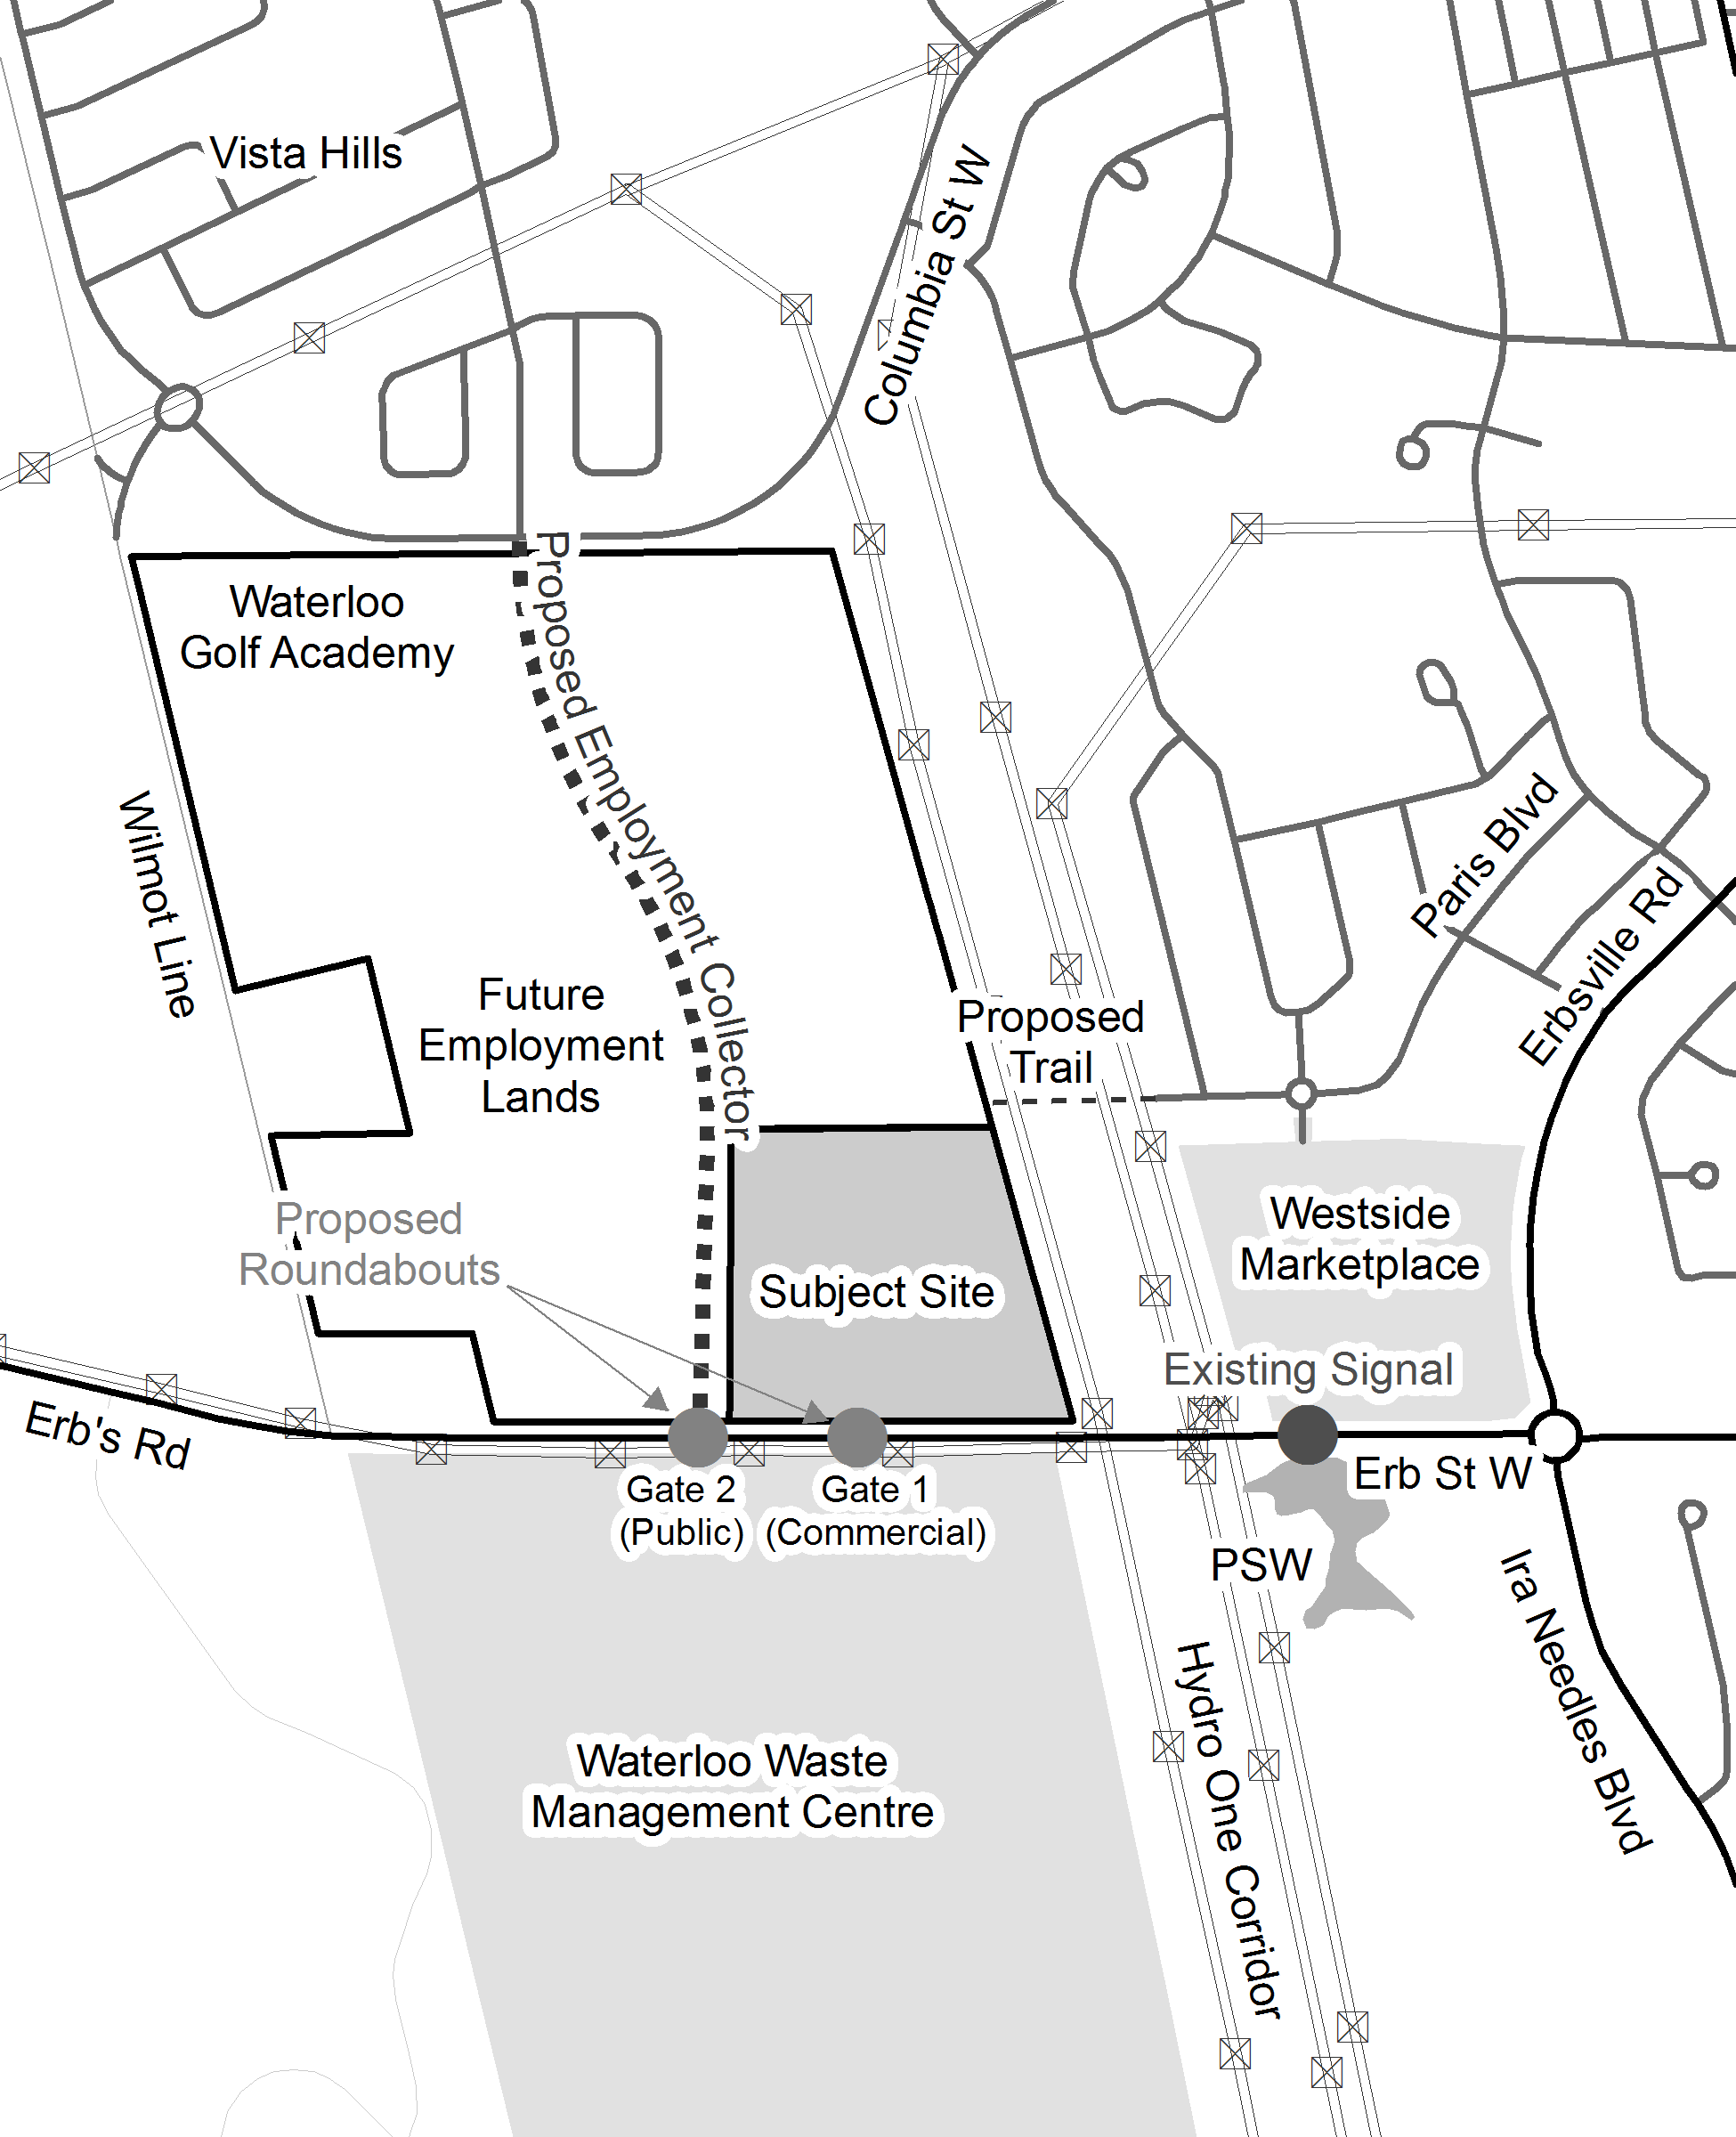 Vista Hills
Columbia St W
Waterloo
Golf Academy
Proposed Employment Collector
Wilmot Line
Paris Blvd
Erbsville Rd
Future
Employment
Lands
Proposed
Trail
Proposed
Roundabouts
Subject Site
Westside
Marketplace
Existing Signal
Erb's Rd
Erb St W
Gate 2
(Public)
Gate 1
(Commercial)
PSW
Ira Needles Blvd
Hydro One Corridor
Waterloo Waste
Management Centre